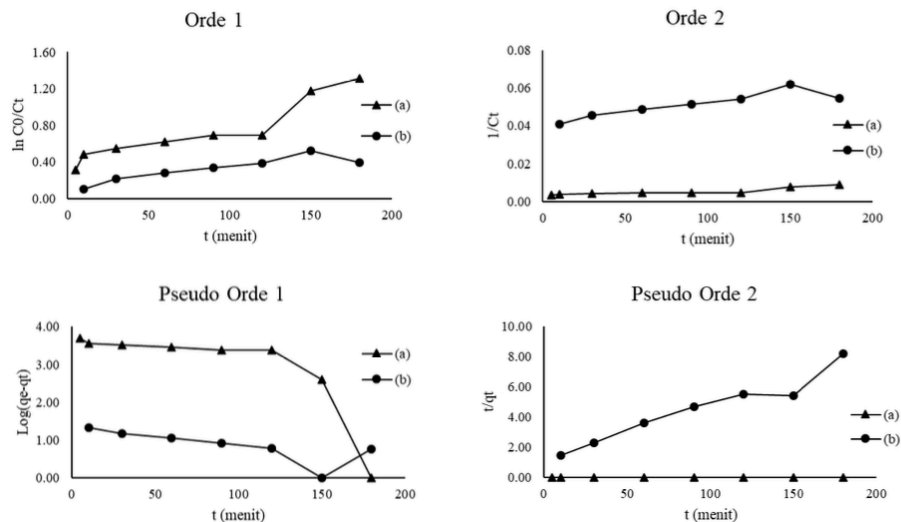 Orde 1
1.60
1.20
0.80
0.40
0.00
ln C0/Ct
0 50 100 150 200
t (menit)
(a)
(b)
Orde 2
0.08
0.06
0.04
0.02
0.00
1/Ct
0 50 100 150 200
t (menit)
(a)
(b)
Pseudo Orde 1
4.00
3.00
2.00
1.00
0.00
Log(qe-qt)
0 50 100 150 200
t (menit)
(a)
(b)
Pseudo Orde 2
10.00
8.00
6.00
4.00
2.00
0.00
t/qt
0 50 100 150 200
t (menit)
(a)
(b)